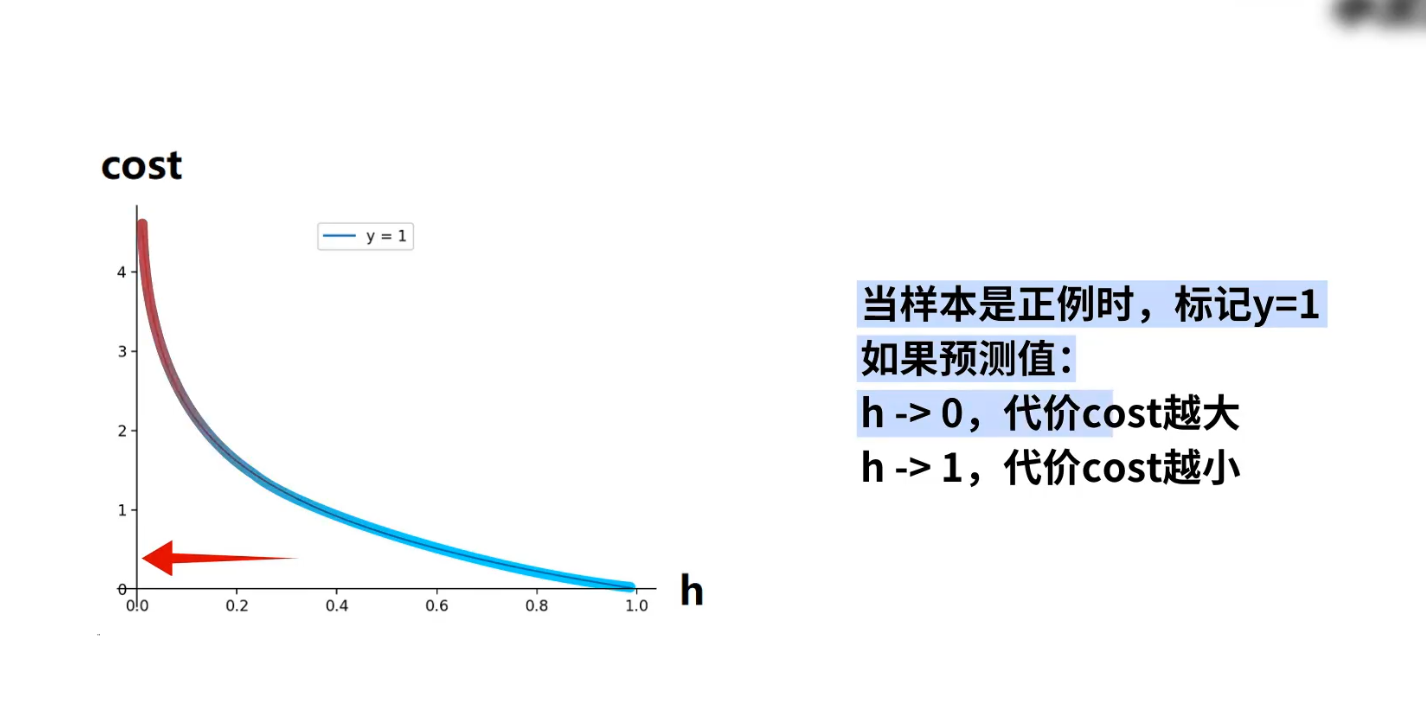 cost
y = 1
4
3
2
1
0
0.0 0.2 0.4 0.6 0.8 1.0
h
当样本是正例时，标记y=1
如果预测值：
h -> 0，代价cost越大
h -> 1，代价cost越小